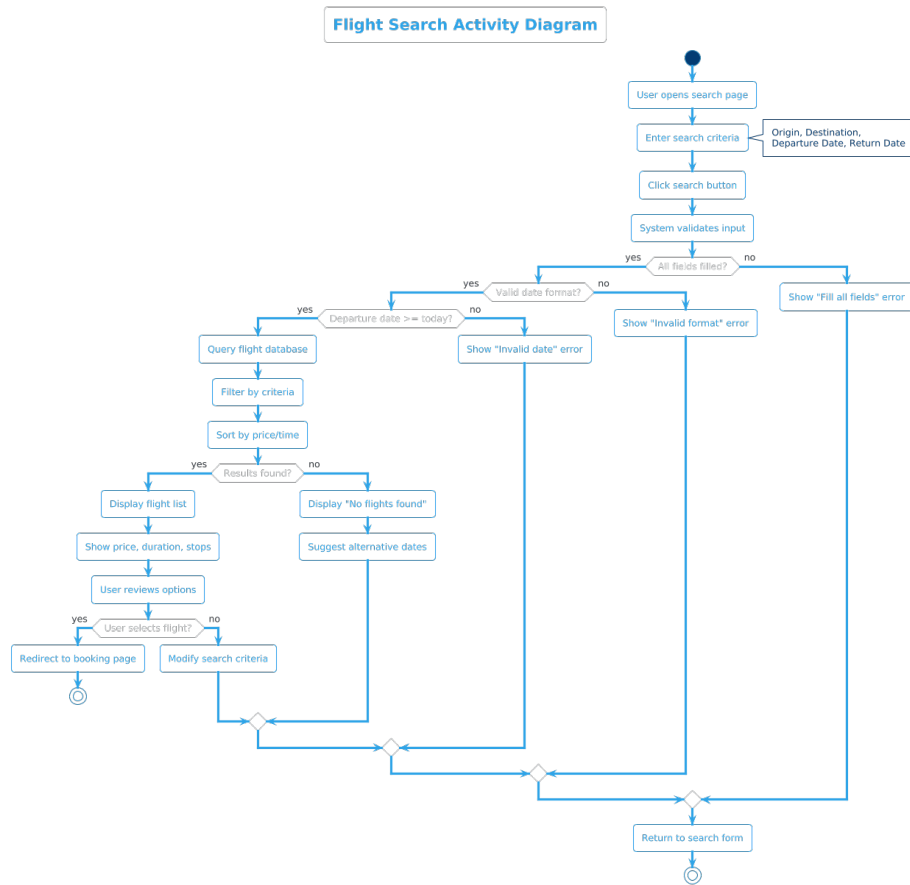 Flight Search Activity Diagram
User opens search page
Enter search criteria
Origin, Destination,
Departure Date, Return Date
Click search button
System validates input
yes
All fields filled?
no
yes
Valid date format?
no
Show "Fill all fields" error
yes
Departure date >= today?
no
Show "Invalid format" error
Query flight database
Show "Invalid date" error
Filter by criteria
Sort by price/time
yes
Results found?
no
Display flight list
Display "No flights found"
Show price, duration, stops
Suggest alternative dates
User reviews options
yes
User selects flight?
no
Redirect to booking page
Modify search criteria
Return to search form